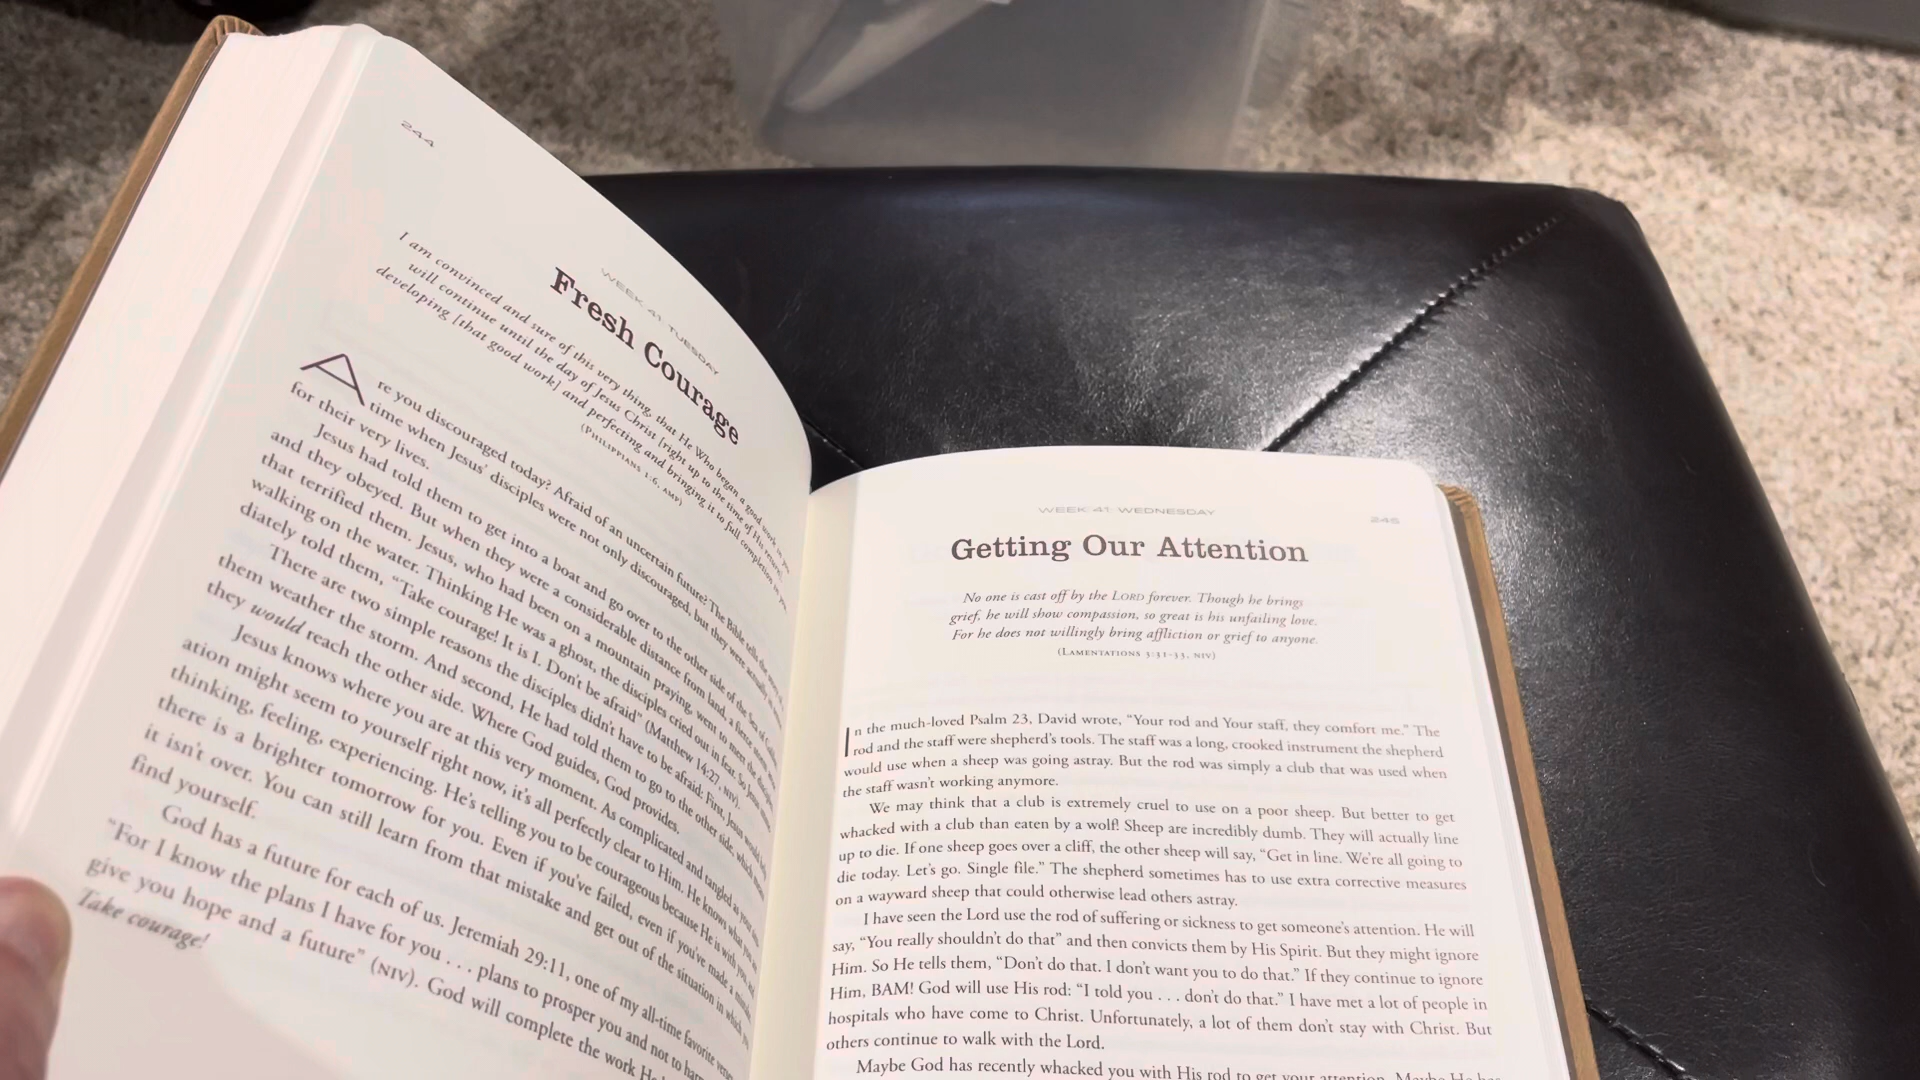 244
WEEK 41 TUESDAY
Fresh Courage
I am convinced and sure of this very thing, that He Who began a good work in you
will continue until the day of Jesus Christ [right up to the time of His return],
developing [that good work] and perfecting and bringing it to full completion in you.
(PHILIPPIANS 1:6, AMP)
Are you discouraged today? Afraid of an uncertain future? The Bible tells the story of
time when Jesus' disciples were not only discouraged, but they were actually
for their very lives.
Jesus had told them to get into a boat and go over to the other side of the Sea of
and they obeyed. But when they were a considerable distance from land, a fierce storm
that terrified them. Jesus, who had been on a mountain praying, went to meet the disciples
walking on the water. Thinking He was a ghost, the disciples cried out in fear. So Jesus
diately told them, "Take courage! It is I. Don't be afraid" (Matthew 14:27, NIV).
There are two simple reasons the disciples didn't have to be afraid: First, Jesus would help
them weather the storm. And second, He had told them to go to the other side, which
they would reach the other side. Where God guides, God provides.
Jesus knows where you are at this very moment. As complicated and tangled as your
ation might seem to yourself right now, it's all perfectly clear to Him. He knows what you are
thinking, feeling, experiencing. He's telling you to be courageous because He is with you, and
there is a brighter tomorrow for you. Even if you've failed, even if you've made a mistake
it isn't over. You can still learn from that mistake and get out of the situation in which you
find yourself.
God has a future for each of us. Jeremiah 29:11, one of my all-time favorite verses
"For I know the plans I have for you . . . plans to prosper you and not to harm
give you hope and a future" (NIV). God will complete the work He
Take courage!
WEEK 41 WEDNESDAY
245
Getting Our Attention
No one is cast off by the LORD forever. Though he brings
grief, he will show compassion, so great is his unfailing love.
For he does not willingly bring affliction or grief to anyone.
(LAMENTATIONS 3:31-33, NIV)
In the much-loved Psalm 23, David wrote, "Your rod and Your staff, they comfort me." The
rod and the staff were shepherd's tools. The staff was a long, crooked instrument the shepherd
would use when a sheep was going astray. But the rod was simply a club that was used when
the staff wasn't working anymore.
We may think that a club is extremely cruel to use on a poor sheep. But better to get
whacked with a club than eaten by a wolf! Sheep are incredibly dumb. They will actually line
up to die. If one sheep goes over a cliff, the other sheep will say, "Get in line. We're all going to
die today. Let's go. Single file." The shepherd sometimes has to use extra corrective measures
on a wayward sheep that could otherwise lead others astray.
I have seen the Lord use the rod of suffering or sickness to get someone's attention. He will
say, "You really shouldn't do that" and then convicts them by His Spirit. But they might ignore
Him. So He tells them, "Don't do that. I don't want you to do that." If they continue to ignore
Him, BAM! God will use His rod: "I told you . . . don't do that." I have met a lot of people in
hospitals who have come to Christ. Unfortunately, a lot of them don't stay with Christ. But
others continue to walk with the Lord.
Maybe God has recently whacked you with His rod to get your attention. Maybe He has